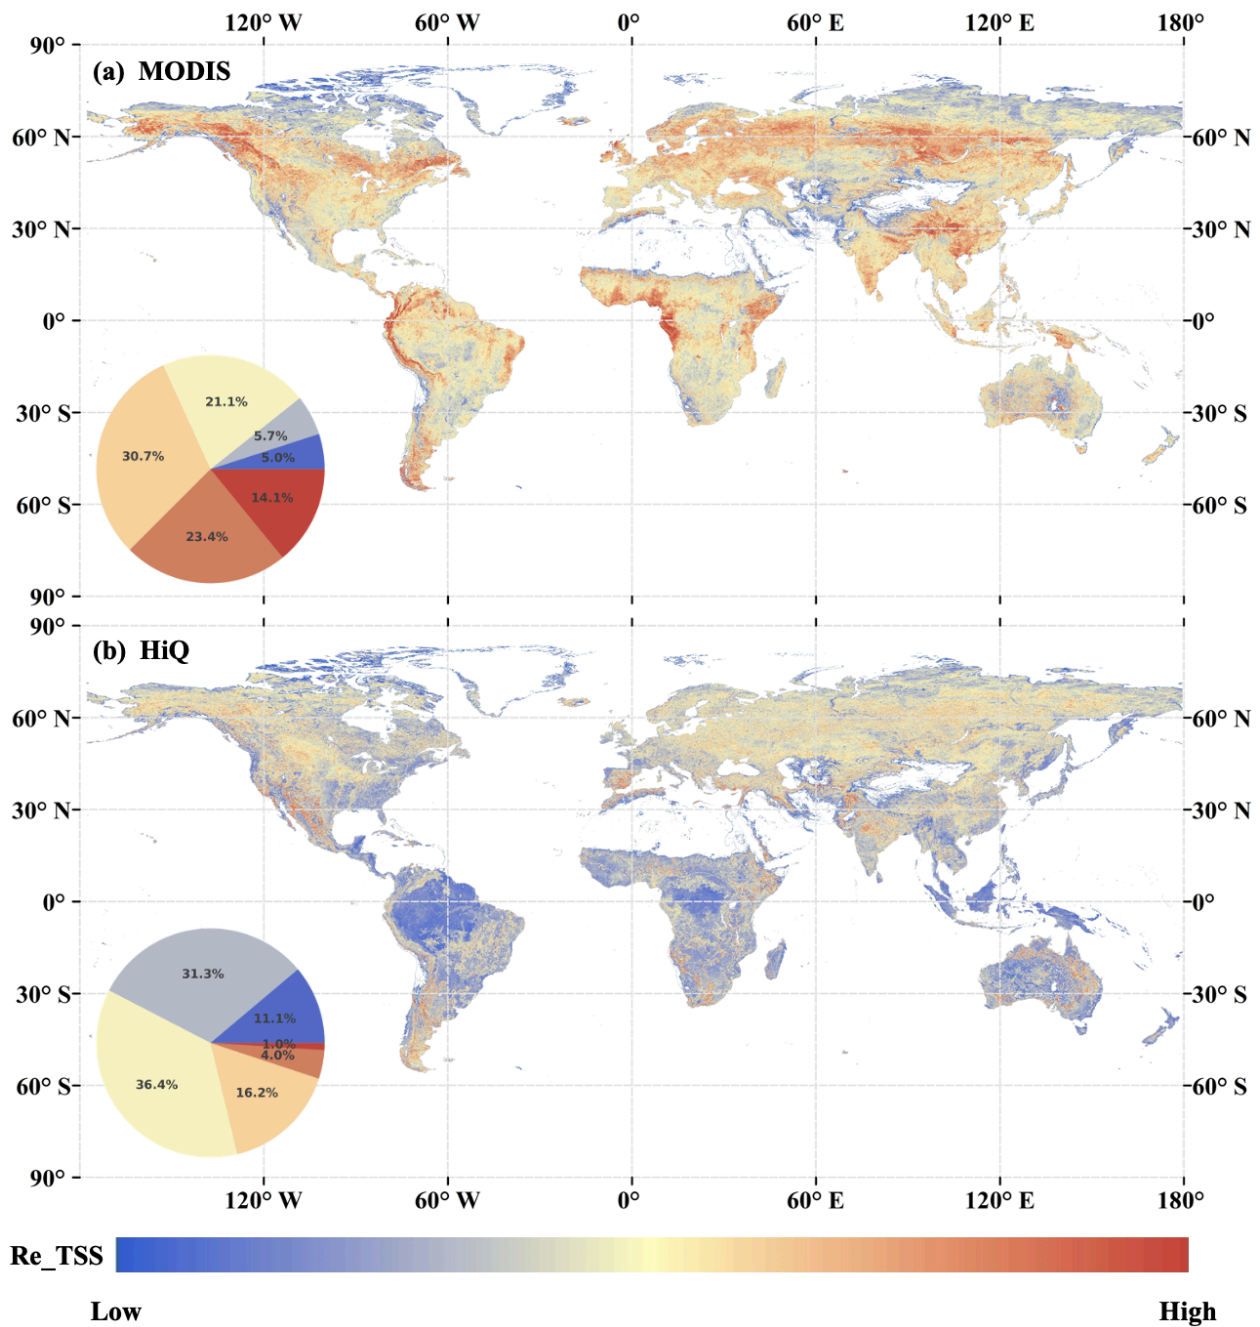 120° W 60° W 0° 60° E 120° E 180°
90°
(a) MODIS
60° N 60° N
30° N 30° N
0° 0°
21.1%
30° S 30° S
5.7%
30.7% 5.0%
14.1%
60° S 60° S
23.4%
90°
90°
(b) HiQ
60° N 60° N
30° N 30° N
0° 0°
31.3%
30° S 30° S
11.1%
1.0%
4.0%
36.4% 16.2%
60° S 60° S
90°
120° W 60° W 0° 60° E 120° E 180°
Re_TSS
Low High